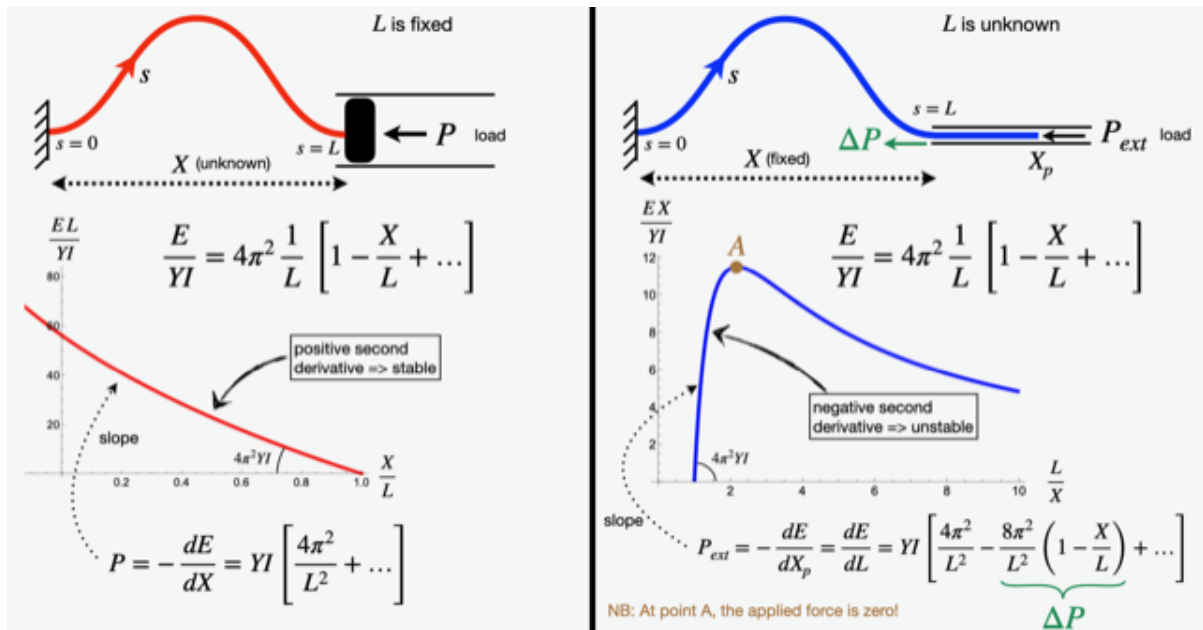 L is fixed
s
s = 0
s = L
P load
X (unknown)
E L / YI
E / YI = 4π² 1/L [1 − X/L + ...]
80
60
40
20
positive second
derivative => stable
slope
4π²YI
0.2 0.4 0.6 0.8 1.0
X / L
P = − dE/dX = YI [4π²/L² + ...]
L is unknown
s
s = 0
s = L
ΔP
P_ext load
X (fixed)
X_p
E X / YI
A
E / YI = 4π² 1/L [1 − X/L + ...]
12
10
8
6
4
2
negative second
derivative => unstable
4π²YI
2 4 6 8 10
L / X
slope
P_ext = − dE/dX_p = dE/dL = YI [4π²/L² − 8π²/L² (1 − X/L) + ...]
ΔP
NB: At point A, the applied force is zero!